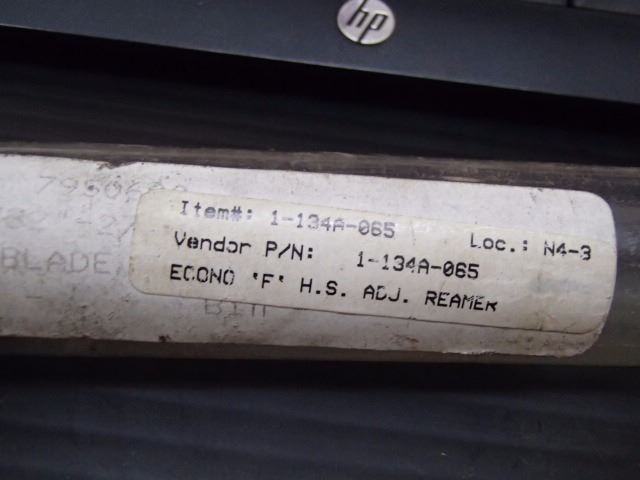 hp
Item#: 1-134A-065 Loc.: N4-3
Vendor P/N: 1-134A-065
ECONO 'F' H.S. ADJ. REAMER
BLADE